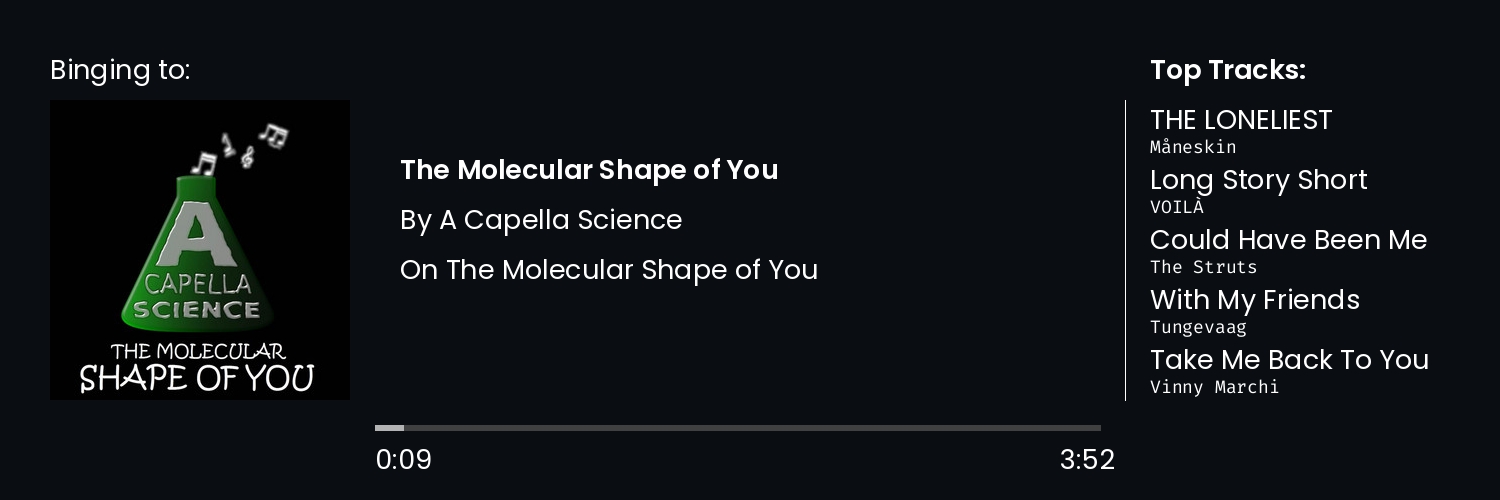 Binging to:
A
CAPELLA
SCIENCE
THE MOLECULAR
SHAPE OF YOU
The Molecular Shape of You
By A Capella Science
On The Molecular Shape of You
0:09
3:52
Top Tracks:
THE LONELIEST
Måneskin
Long Story Short
VOILÀ
Could Have Been Me
The Struts
With My Friends
Tungevaag
Take Me Back To You
Vinny Marchi